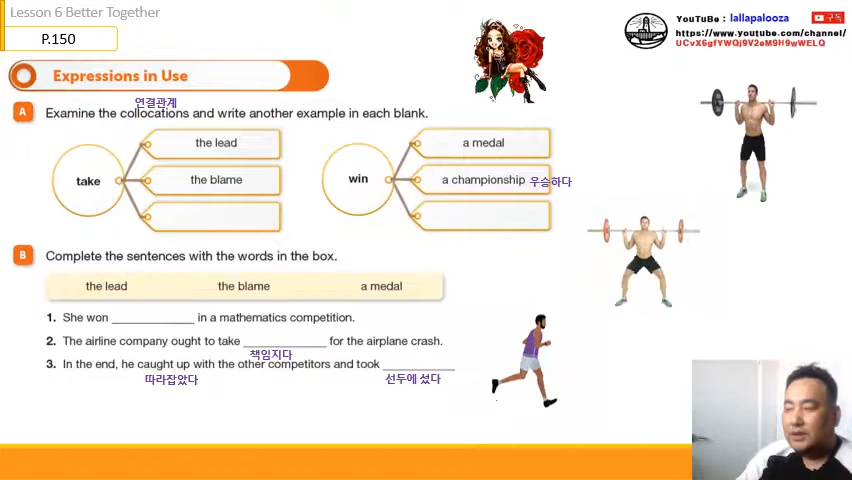 Lesson 6 Better Together
P.150
YouTuBe : lallapalooza
구독
https://www.youtube.com/channel/
UCvX6gfYWQj9V2eM9H9wWELQ
Expressions in Use
연결관계
A Examine the collocations and write another example in each blank.
take
the lead
the blame
win
a medal
a championship 우승하다
B Complete the sentences with the words in the box.
the lead the blame a medal
1. She won ____________ in a mathematics competition.
2. The airline company ought to take ____________ for the airplane crash.
책임지다
3. In the end, he caught up with the other competitors and took ____________
따라잡았다 선두에 섰다